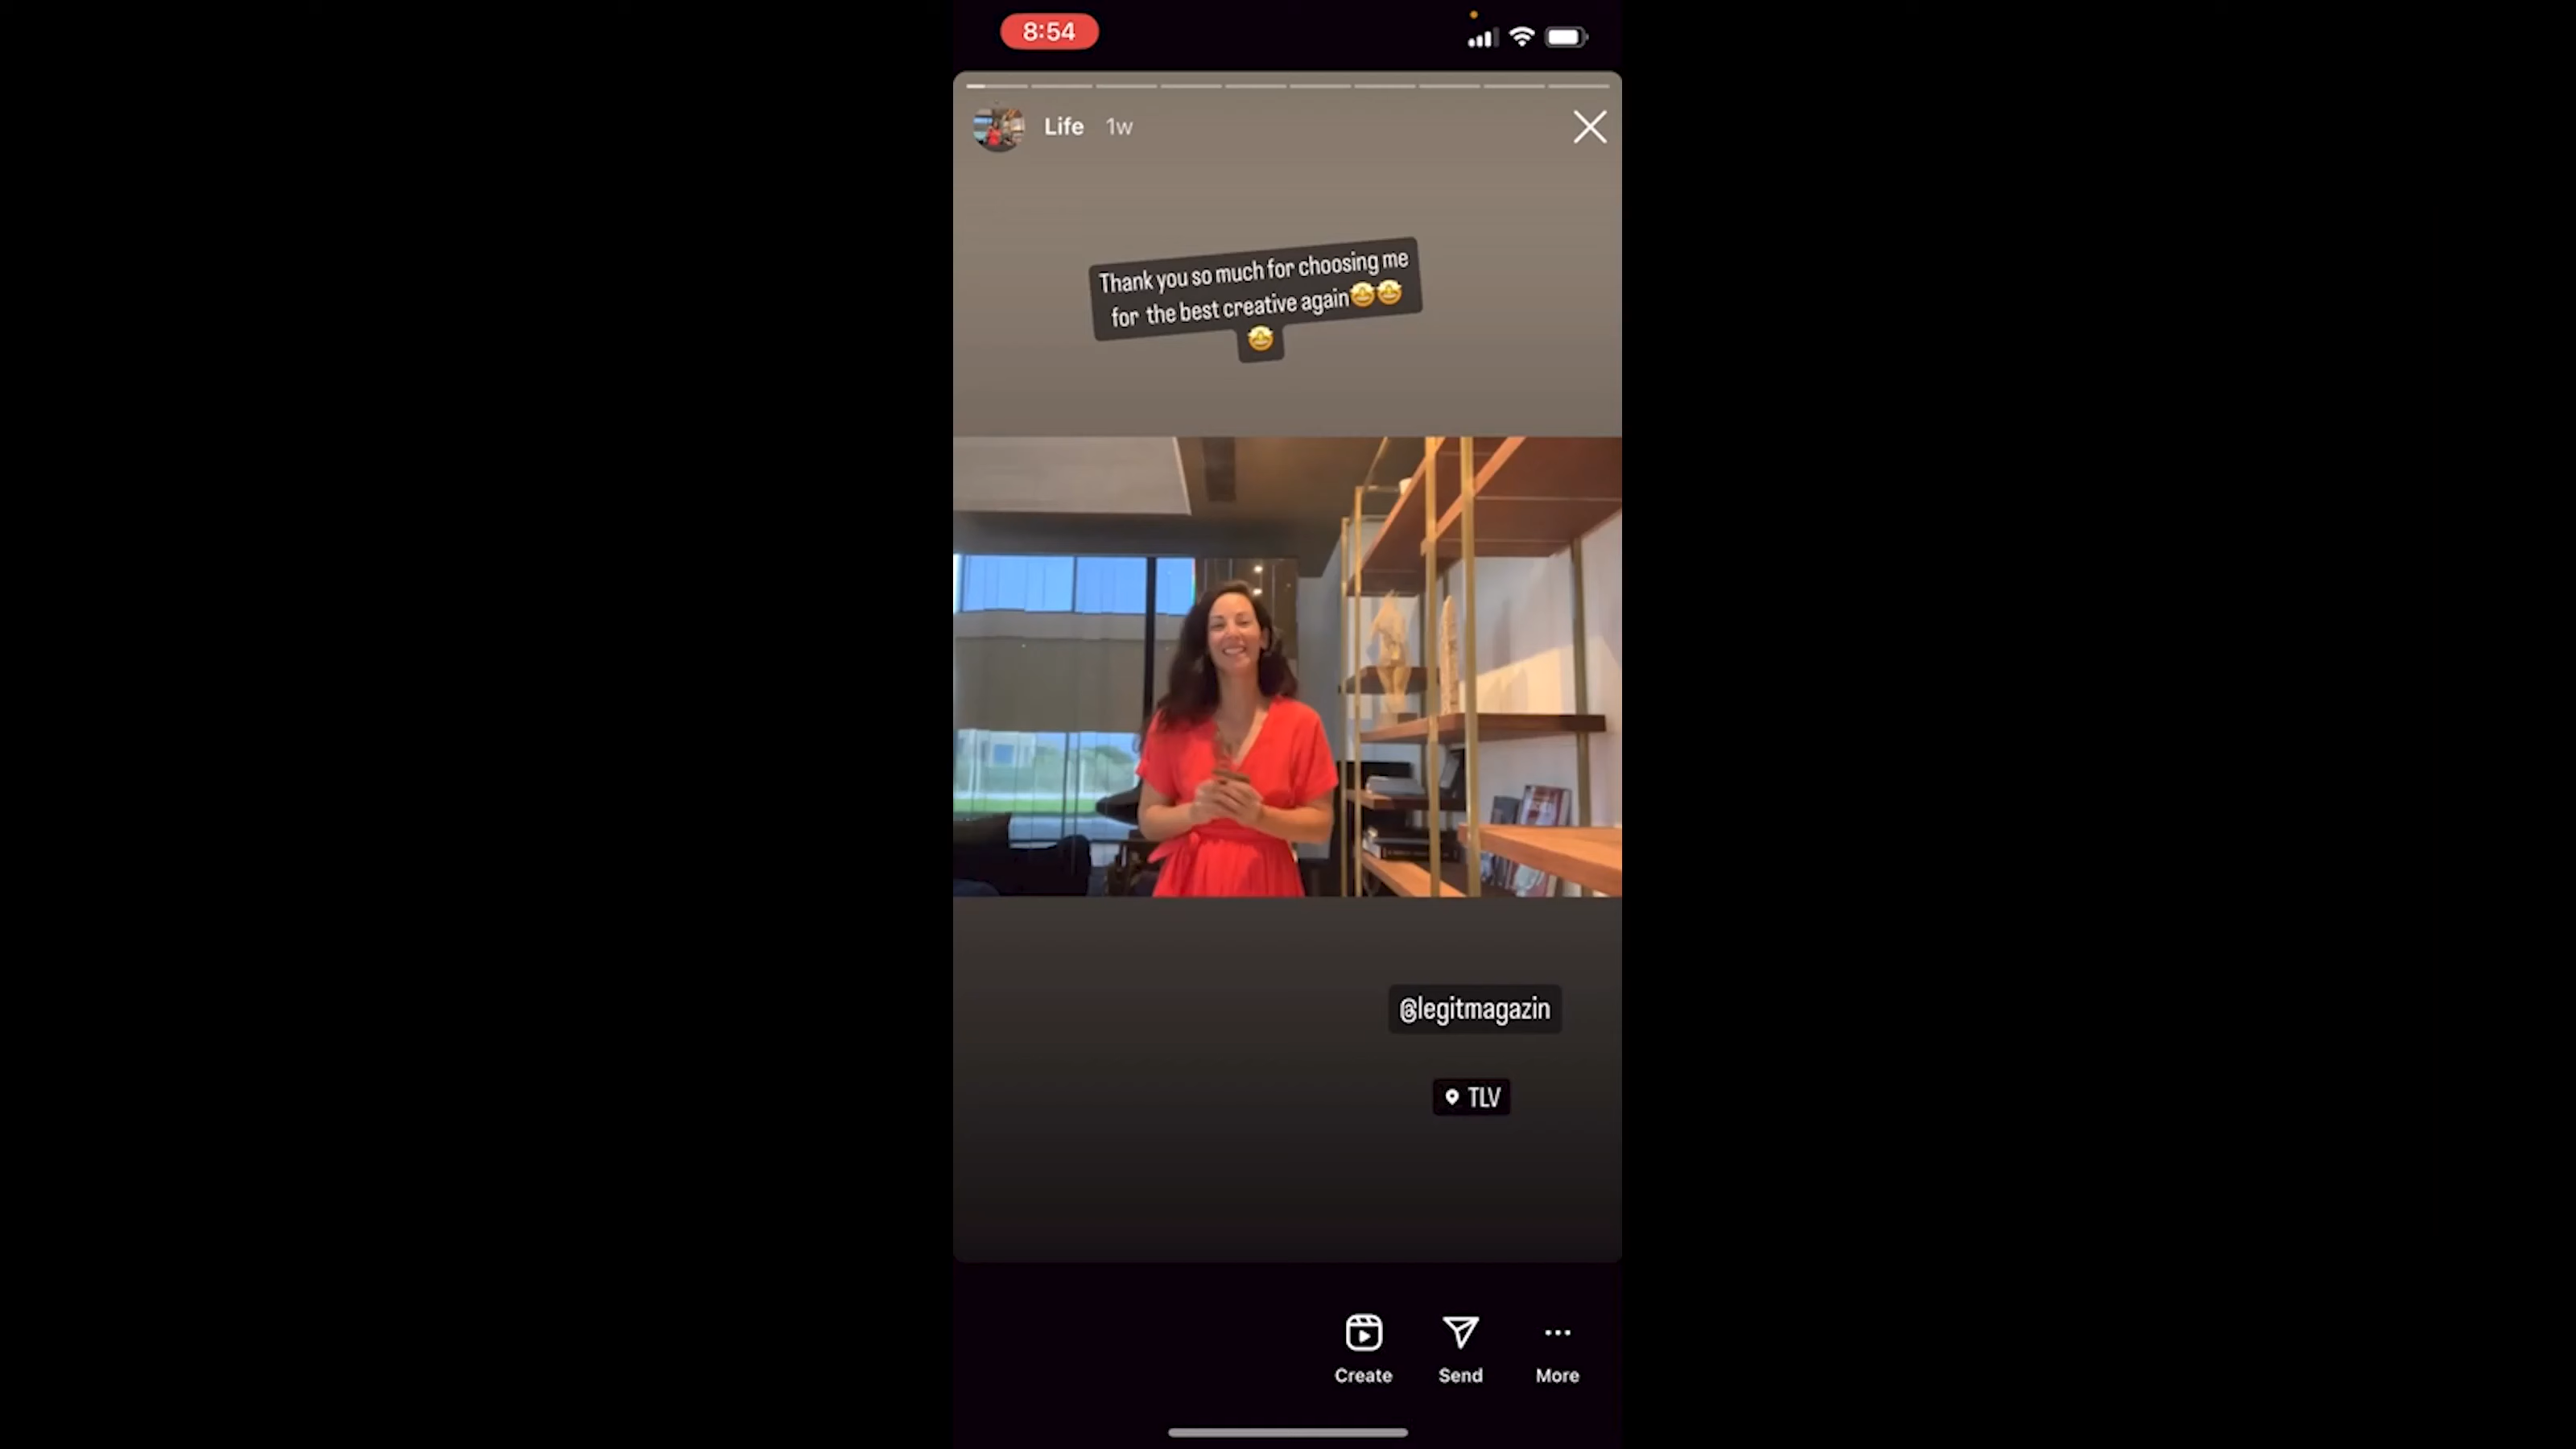 8:54
Life 1w
Thank you so much for choosing me
for the best creative again🤩🤩
🤩
@legitmagazin
TLV
Create Send More